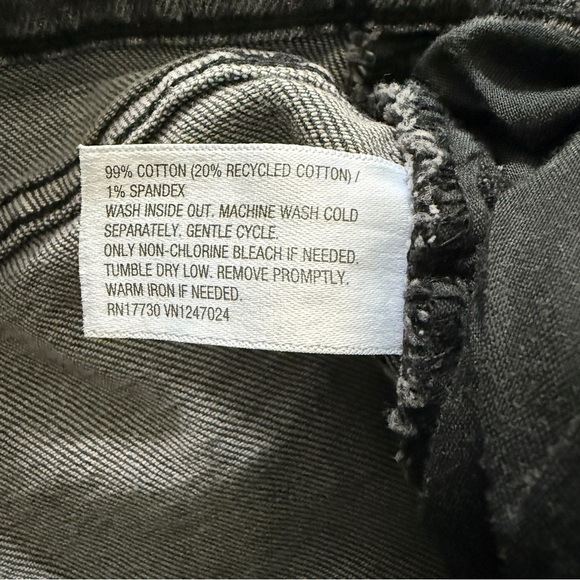 99% COTTON (20% RECYCLED COTTON) /
1% SPANDEX
WASH INSIDE OUT. MACHINE WASH COLD
SEPARATELY. GENTLE CYCLE.
ONLY NON-CHLORINE BLEACH IF NEEDED.
TUMBLE DRY LOW. REMOVE PROMPTLY.
WARM IRON IF NEEDED.
RN17730 VN1247024